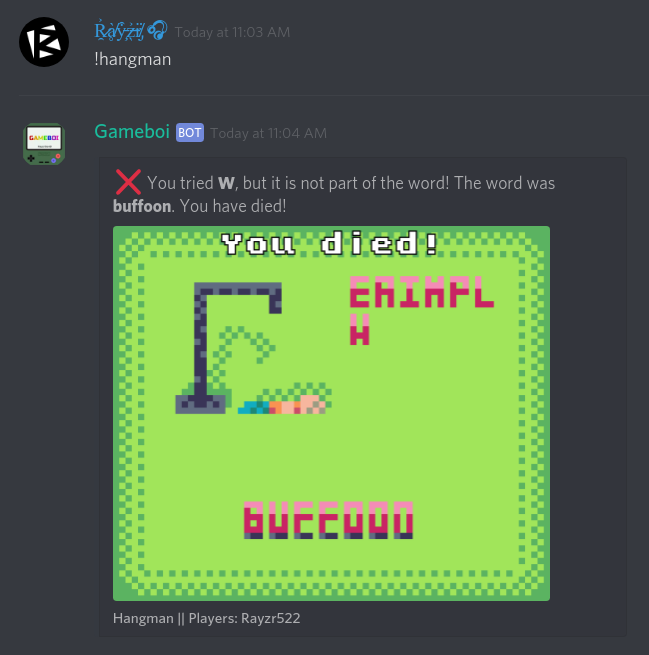 Rayzr 🎧 Today at 11:03 AM
!hangman
GAMEBOI
Gameboi BOT Today at 11:04 AM
❌ You tried W, but it is not part of the word! The word was
buffoon. You have died!
You died!
EAIMPL
W
BUFFOON
Hangman || Players: Rayzr522